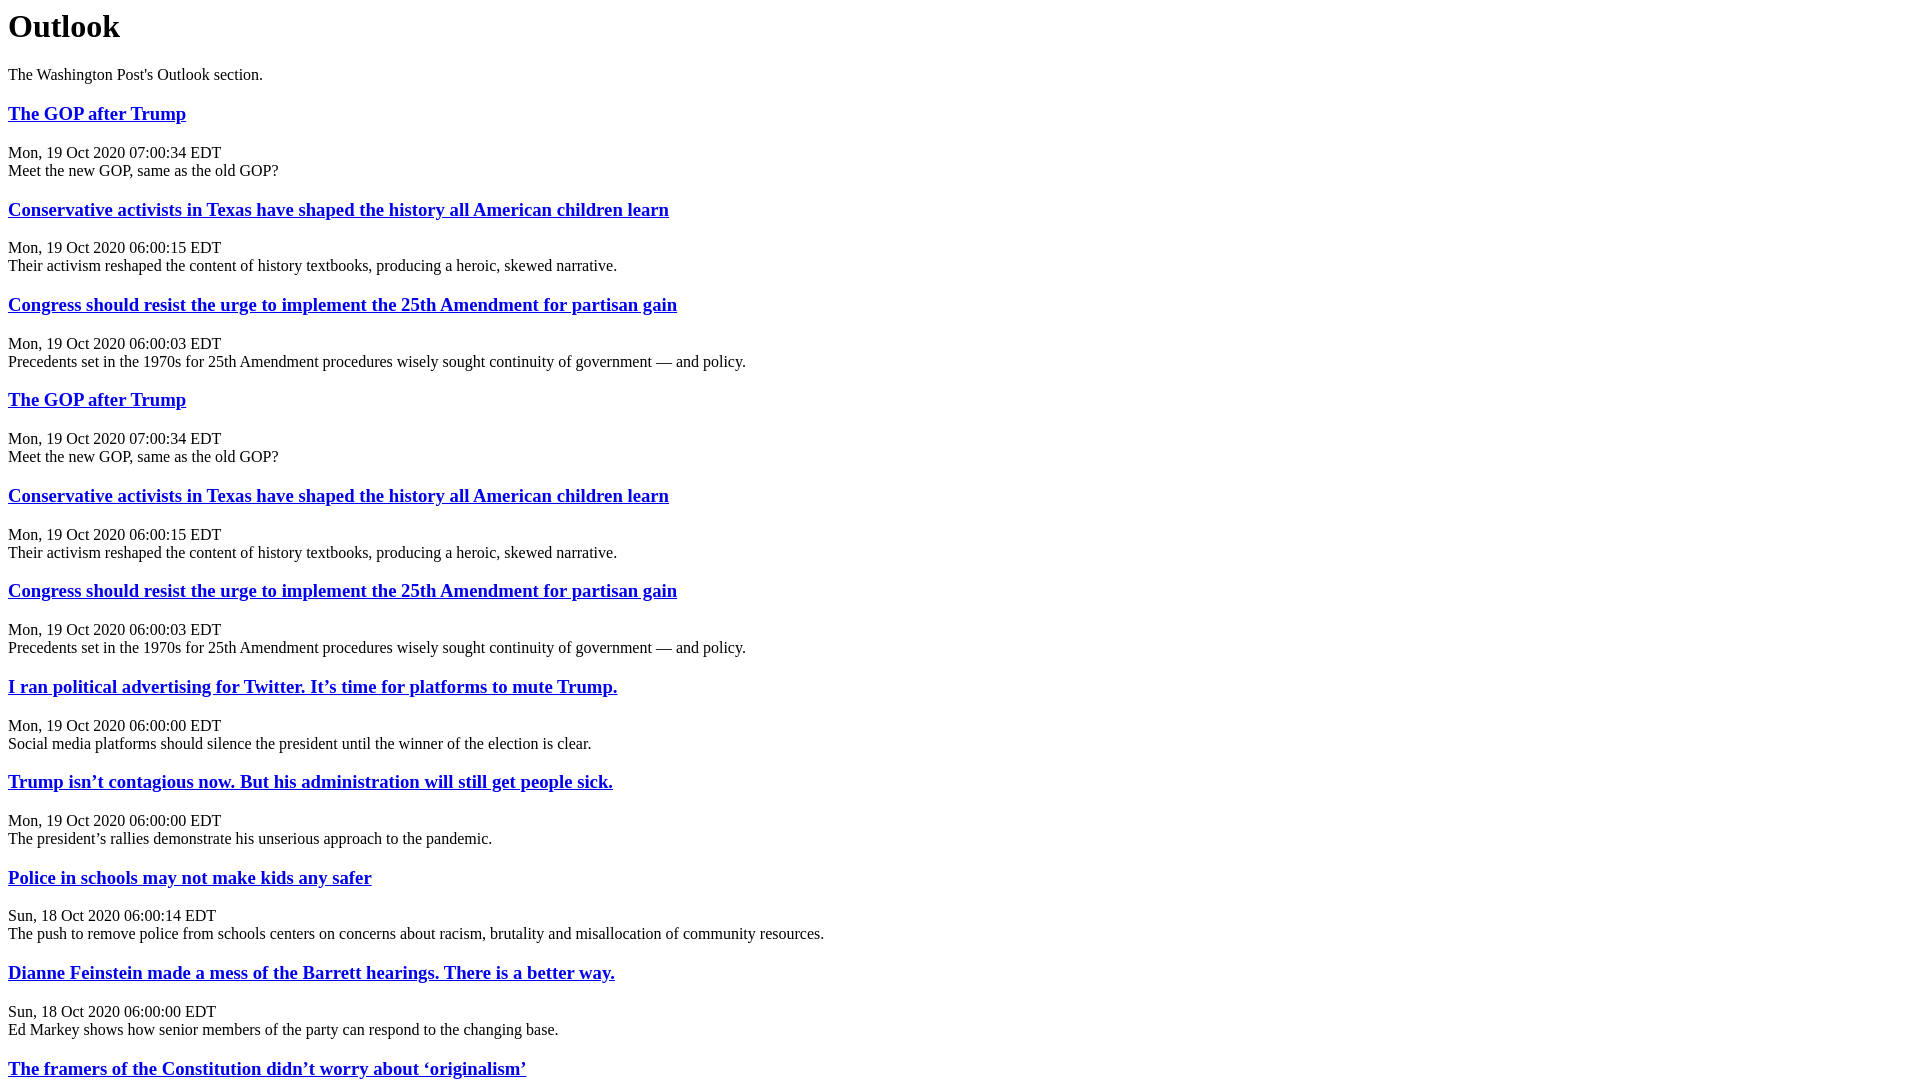 Outlook
The Washington Post's Outlook section.
The GOP after Trump
Mon, 19 Oct 2020 07:00:34 EDT
Meet the new GOP, same as the old GOP?
Conservative activists in Texas have shaped the history all American children learn
Mon, 19 Oct 2020 06:00:15 EDT
Their activism reshaped the content of history textbooks, producing a heroic, skewed narrative.
Congress should resist the urge to implement the 25th Amendment for partisan gain
Mon, 19 Oct 2020 06:00:03 EDT
Precedents set in the 1970s for 25th Amendment procedures wisely sought continuity of government — and policy.
The GOP after Trump
Mon, 19 Oct 2020 07:00:34 EDT
Meet the new GOP, same as the old GOP?
Conservative activists in Texas have shaped the history all American children learn
Mon, 19 Oct 2020 06:00:15 EDT
Their activism reshaped the content of history textbooks, producing a heroic, skewed narrative.
Congress should resist the urge to implement the 25th Amendment for partisan gain
Mon, 19 Oct 2020 06:00:03 EDT
Precedents set in the 1970s for 25th Amendment procedures wisely sought continuity of government — and policy.
I ran political advertising for Twitter. It’s time for platforms to mute Trump.
Mon, 19 Oct 2020 06:00:00 EDT
Social media platforms should silence the president until the winner of the election is clear.
Trump isn’t contagious now. But his administration will still get people sick.
Mon, 19 Oct 2020 06:00:00 EDT
The president’s rallies demonstrate his unserious approach to the pandemic.
Police in schools may not make kids any safer
Sun, 18 Oct 2020 06:00:14 EDT
The push to remove police from schools centers on concerns about racism, brutality and misallocation of community resources.
Dianne Feinstein made a mess of the Barrett hearings. There is a better way.
Sun, 18 Oct 2020 06:00:00 EDT
Ed Markey shows how senior members of the party can respond to the changing base.
The framers of the Constitution didn’t worry about ‘originalism’